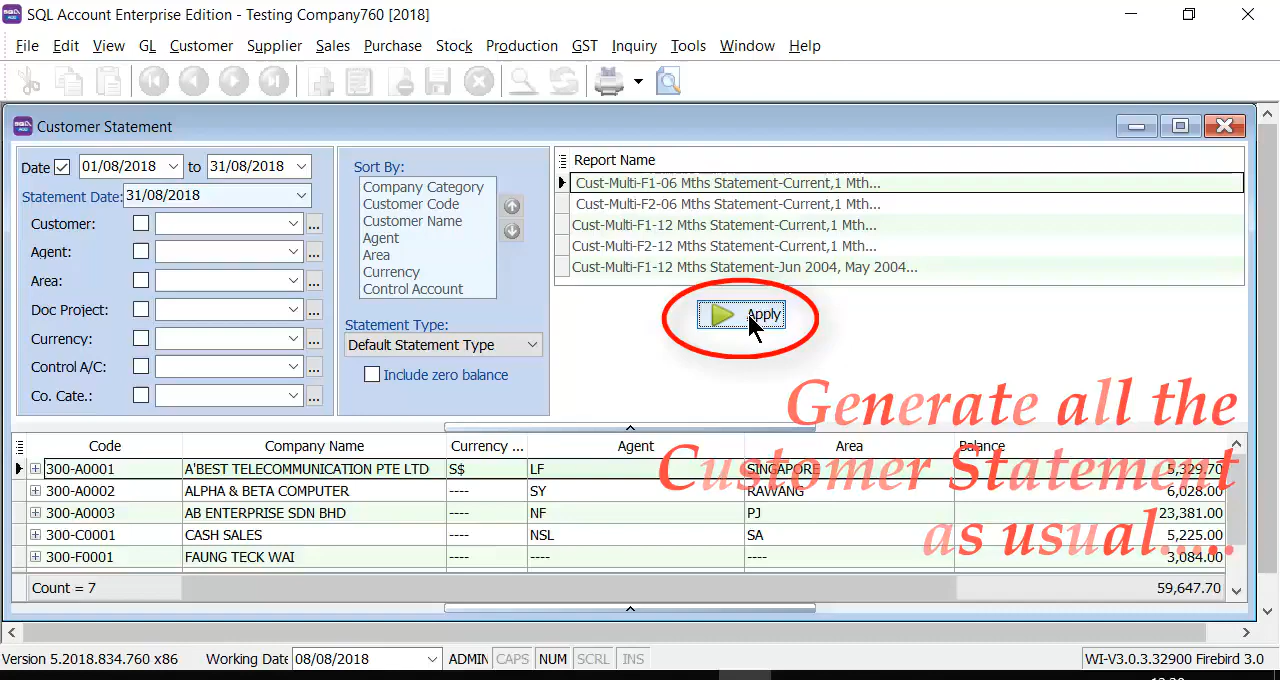 SQL Account Enterprise Edition - Testing Company760 [2018]
File Edit View GL Customer Supplier Sales Purchase Stock Production GST Inquiry Tools Window Help
Customer Statement
Date 01/08/2018 to 31/08/2018
Statement Date: 31/08/2018
Customer:
Agent:
Area:
Doc Project:
Currency:
Control A/C:
Co. Cate.:
Sort By:
Company Category
Customer Code
Customer Name
Agent
Area
Currency
Control Account
Statement Type:
Default Statement Type
Include zero balance
Report Name
Cust-Multi-F1-06 Mths Statement-Current,1 Mth...
Cust-Multi-F2-06 Mths Statement-Current,1 Mth...
Cust-Multi-F1-12 Mths Statement-Current,1 Mth...
Cust-Multi-F2-12 Mths Statement-Current,1 Mth...
Cust-Multi-F1-12 Mths Statement-Jun 2004, May 2004...
Apply
Generate all the
Customer Statement
as usual.....
Code Company Name Currency ... Agent Area Balance
300-A0001 A'BEST TELECOMMUNICATION PTE LTD S$ LF SINGAPORE 5,329.70
300-A0002 ALPHA & BETA COMPUTER ---- SY RAWANG 6,028.00
300-A0003 AB ENTERPRISE SDN BHD ---- NF PJ 23,381.00
300-C0001 CASH SALES ---- NSL SA 5,225.00
300-F0001 FAUNG TECK WAI ---- ---- ---- 3,084.00
Count = 7 59,647.70
Version 5.2018.834.760 x86 Working Date 08/08/2018 ADMIN CAPS NUM SCRL INS WI-V3.0.3.32900 Firebird 3.0